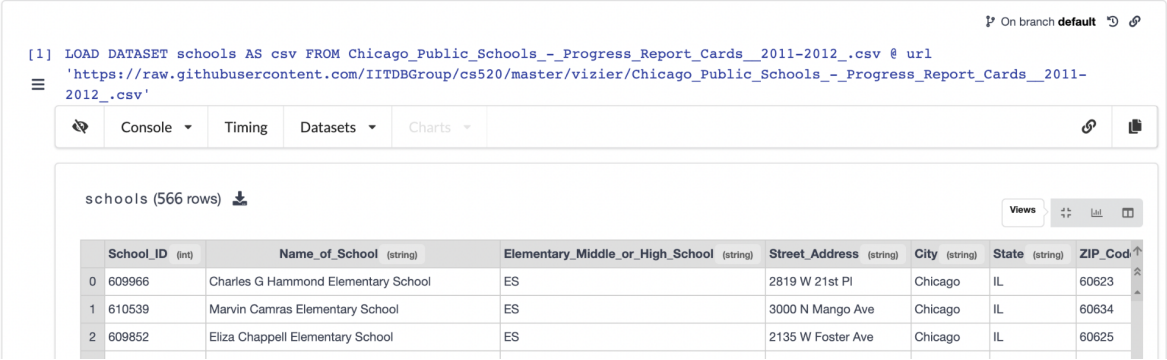 On branch default
[1] LOAD DATASET schools AS csv FROM Chicago_Public_Schools_-_Progress_Report_Cards__2011-2012_.csv @ url
'https://raw.githubusercontent.com/IITDBGroup/cs520/master/vizier/Chicago_Public_Schools_-_Progress_Report_Cards__2011-
2012_.csv'
Console Timing Datasets Charts
schools (566 rows)
Views
School_ID (int) Name_of_School (string) Elementary_Middle_or_High_School (string) Street_Address (string) City (string) State (string) ZIP_Cod
0 609966 Charles G Hammond Elementary School ES 2819 W 21st Pl Chicago IL 60623
1 610539 Marvin Camras Elementary School ES 3000 N Mango Ave Chicago IL 60634
2 609852 Eliza Chappell Elementary School ES 2135 W Foster Ave Chicago IL 60625